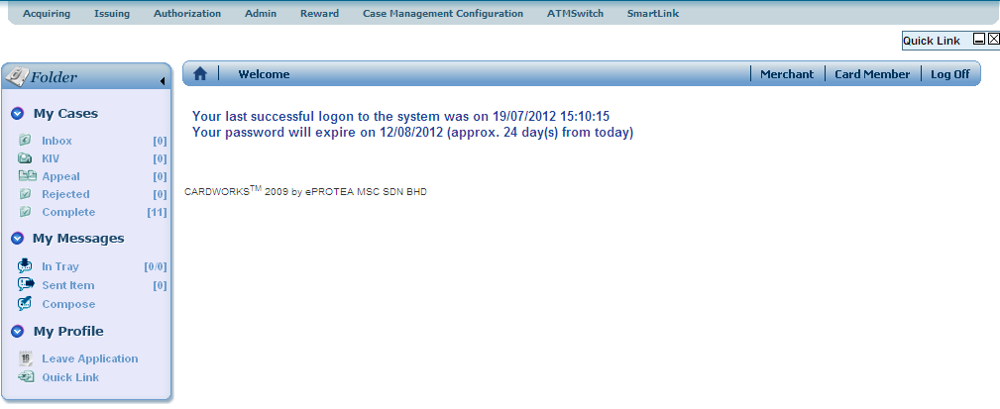 Acquiring Issuing Authorization Admin Reward Case Management Configuration ATMSwitch SmartLink
Quick Link
Folder
Welcome Merchant Card Member Log Off
My Cases
Inbox [0]
KIV [0]
Appeal [0]
Rejected [0]
Complete [11]
My Messages
In Tray [0/0]
Sent Item [0]
Compose
My Profile
Leave Application
Quick Link
Your last successful logon to the system was on 19/07/2012 15:10:15
Your password will expire on 12/08/2012 (approx. 24 day(s) from today)
CARDWORKS™ 2009 by ePROTEA MSC SDN BHD